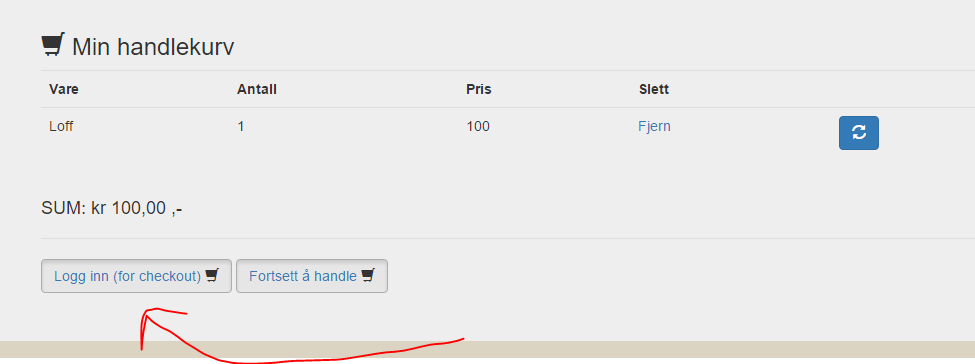 Min handlekurv
Vare Antall Pris Slett
Loff 1 100 Fjern
SUM: kr 100,00 ,-
Logg inn (for checkout) Fortsett å handle